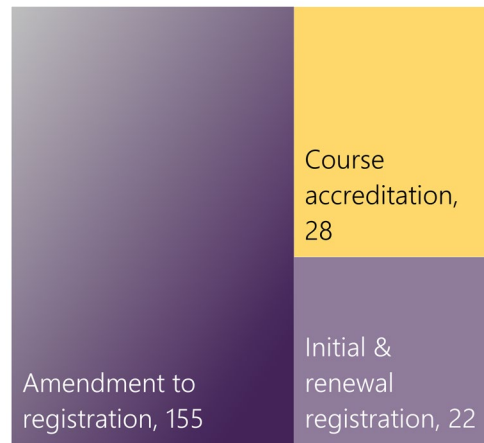 Amendment to
registration, 155
Course
accreditation,
28
Initial &
renewal
registration, 22